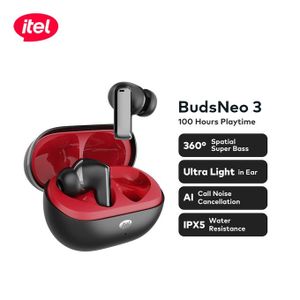 itel
BudsNeo 3
100 Hours Playtime
360° Spatial
Super Bass
Ultra Light in Ear
AI Call Noise
Cancellation
IPX5 Water
Resistance
itel